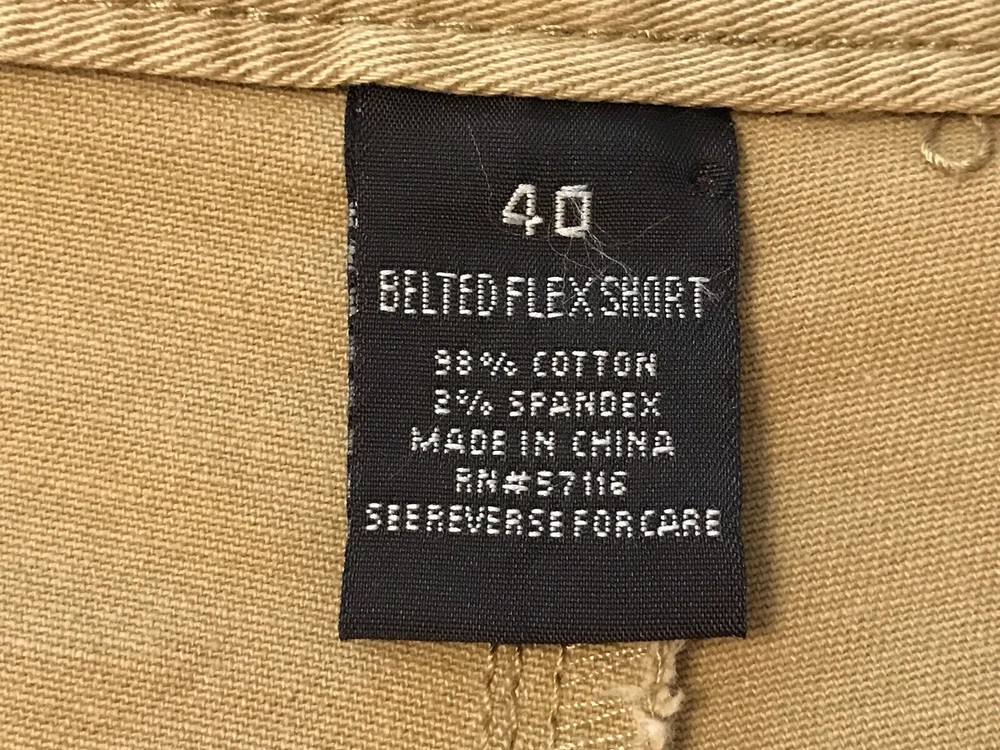 40
BELTED FLEX SHORT
98% COTTON
2% SPANDEX
MADE IN CHINA
RN#57116
SEE REVERSE FOR CARE